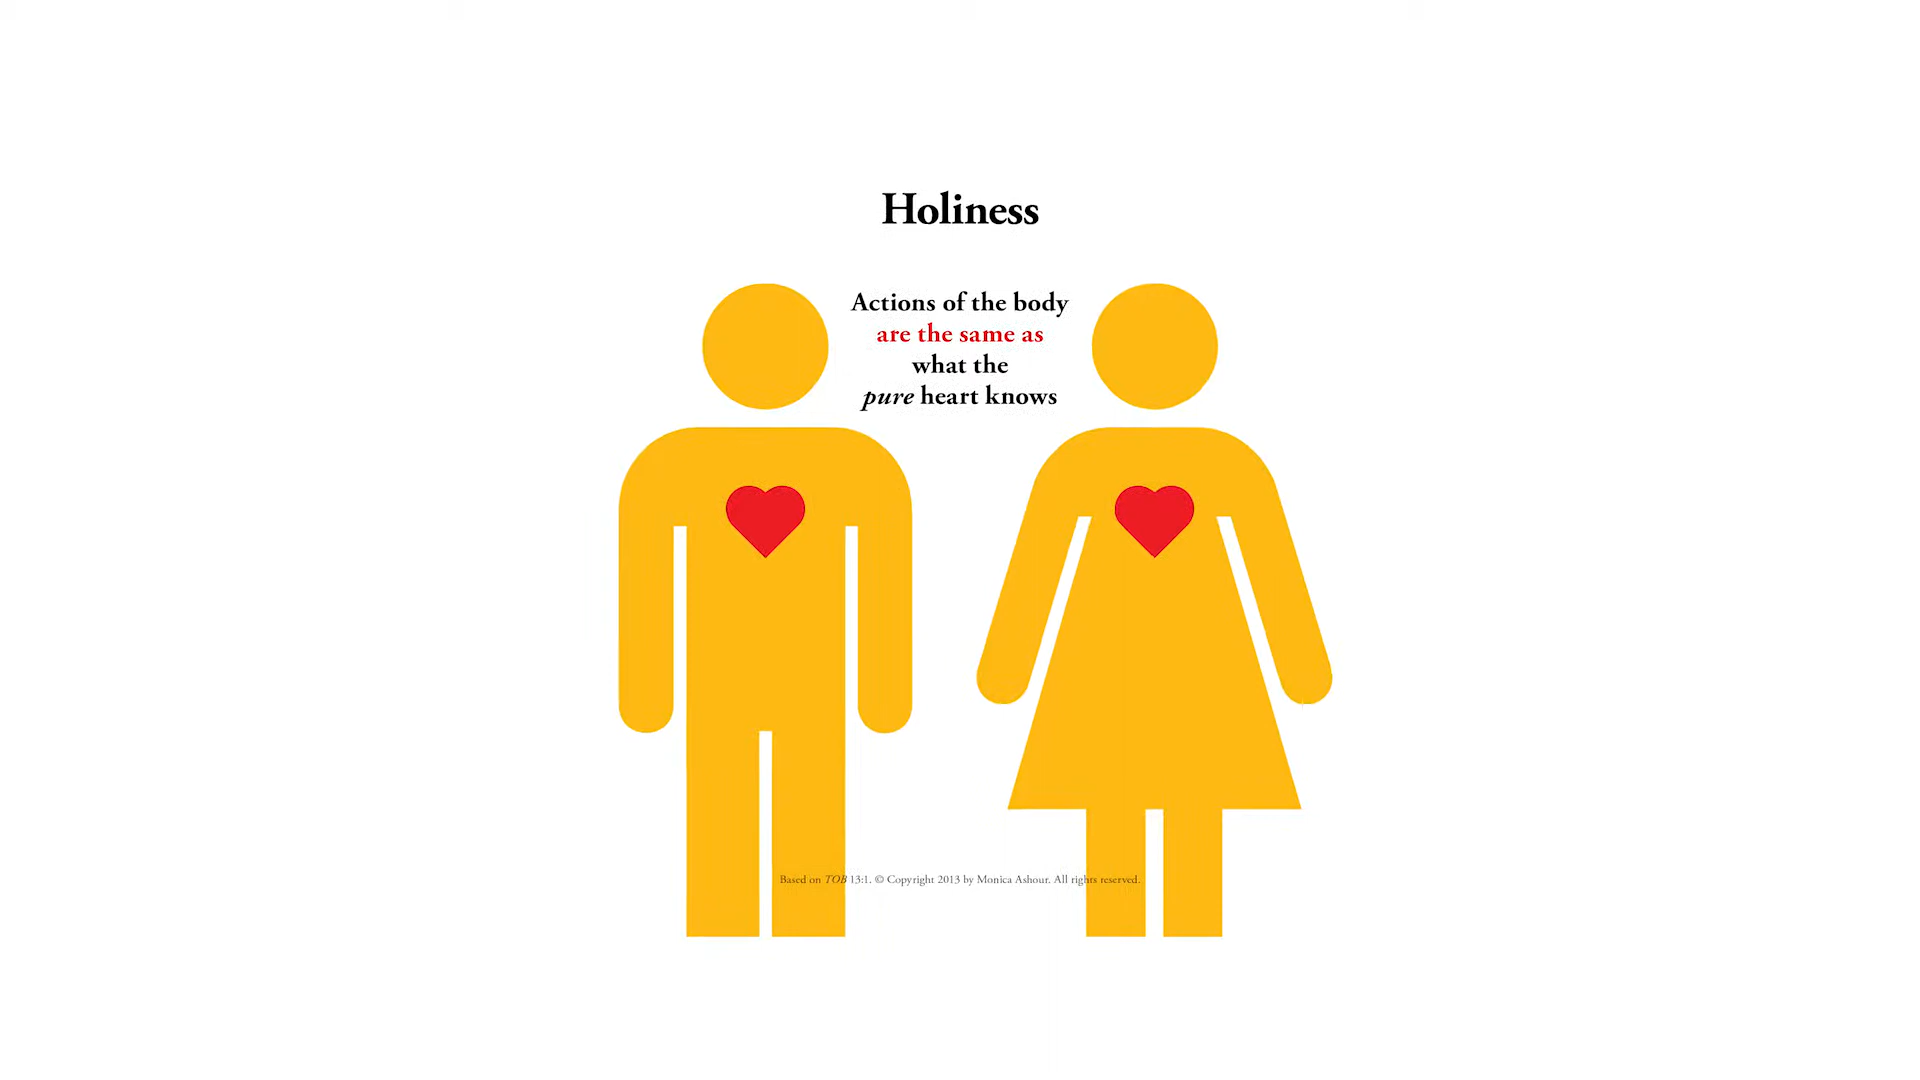 Holiness
Actions of the body
are the same as
what the
pure heart knows
Based on TOB 13:1. © Copyright 2013 by Monica Ashour. All rights reserved.